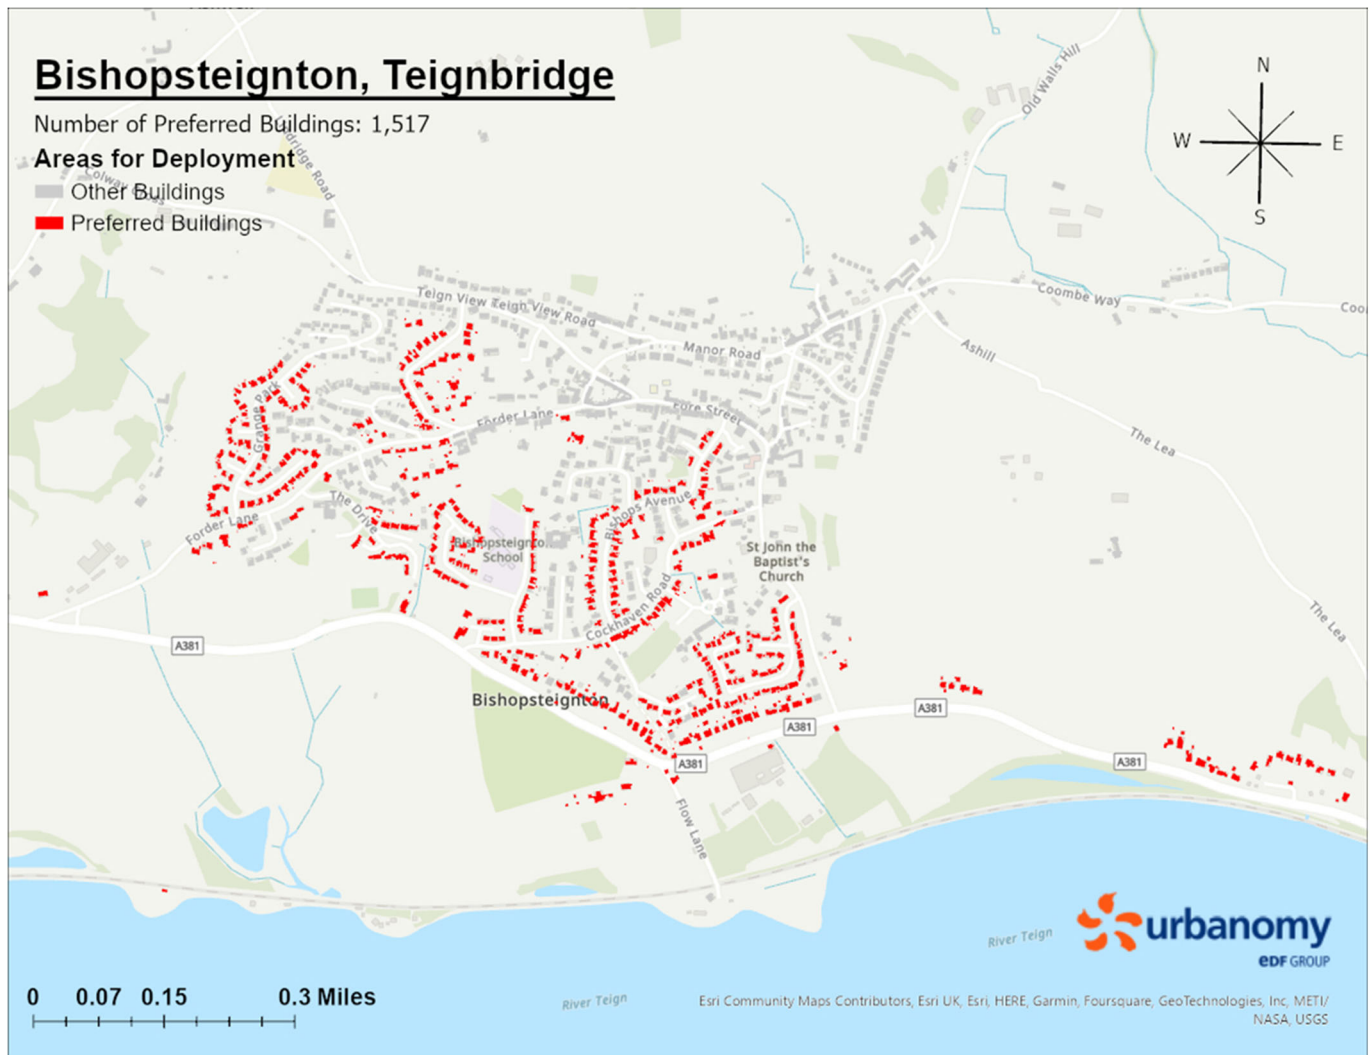 Bishopsteignton, Teignbridge
Number of Preferred Buildings: 1,517
Areas for Deployment
Other Buildings
Preferred Buildings
N
W E
S
Old Walls Hill
Coombe Way
Ashill
The Lea
The Lea
Teign View Teign View Road
Manor Road
Fore Street
Forder Lane
Grange Park
Forder Lane
The Drive
School
Bishops Avenue
Cockhaven Road
St John the
Baptist's
Church
A381
Bishopsteignton
A381
A381
A381
A381
Flow Lane
River Teign
River Teign
urbanomy
eDF GROUP
0 0.07 0.15 0.3 Miles
Esri Community Maps Contributors, Esri UK, Esri, HERE, Garmin, Foursquare, GeoTechnologies, Inc, METI/
NASA, USGS